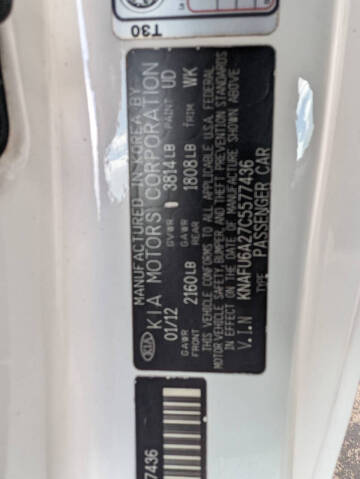 T30
MANUFACTURED IN KOREA BY
KIA KIA MOTORS CORPORATION
01/12 GVWR 3814LB PAINT UD
GAWR FRONT 2160LB GAWR REAR 1808LB TRIM WK
THIS VEHICLE CONFORMS TO ALL APPLICABLE U.S.A. FEDERAL
MOTOR VEHICLE SAFETY, BUMPER, AND THEFT PREVENTION STANDARDS
IN EFFECT ON THE DATE OF MANUFACTURE SHOWN ABOVE
V.I.N KNAFU6A27C5577436
TYPE PASSENGER CAR
7436